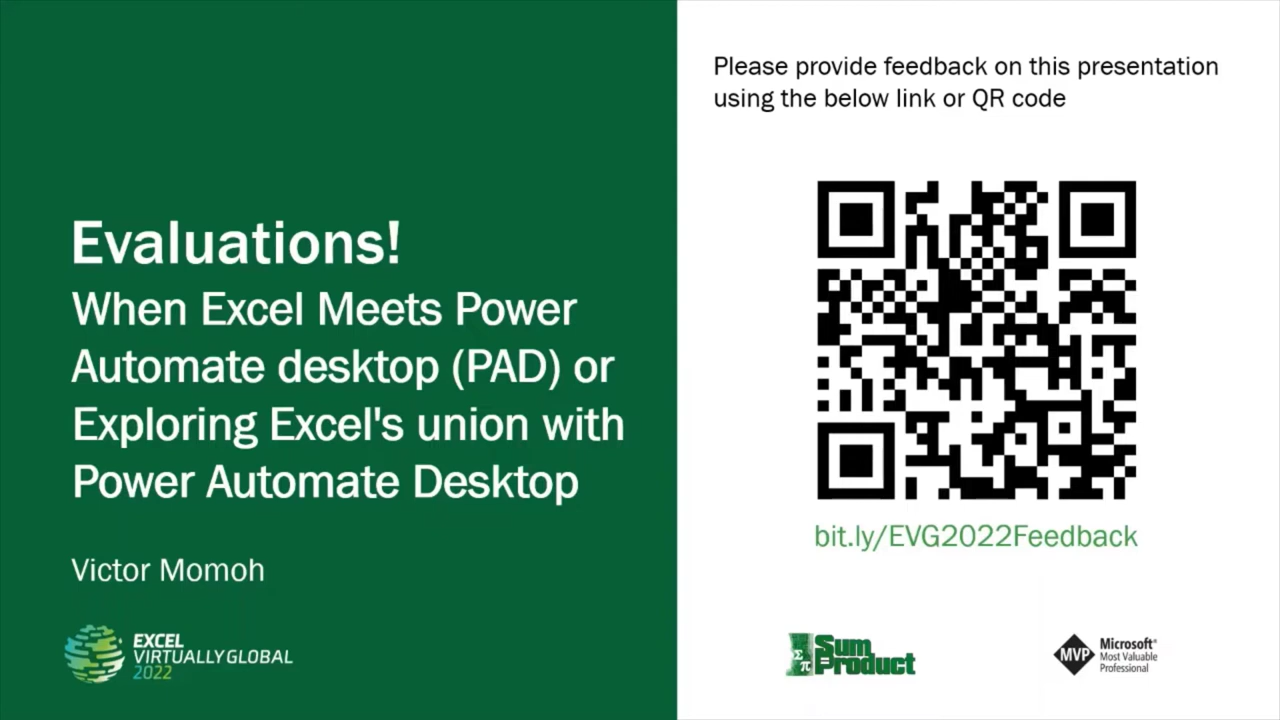 Evaluations!
When Excel Meets Power
Automate desktop (PAD) or
Exploring Excel's union with
Power Automate Desktop
Victor Momoh
EXCEL
VIRTUALLY GLOBAL
2022
Please provide feedback on this presentation
using the below link or QR code
bit.ly/EVG2022Feedback
Σ
π
Sum
Product
MVP
Microsoft®
Most Valuable
Professional